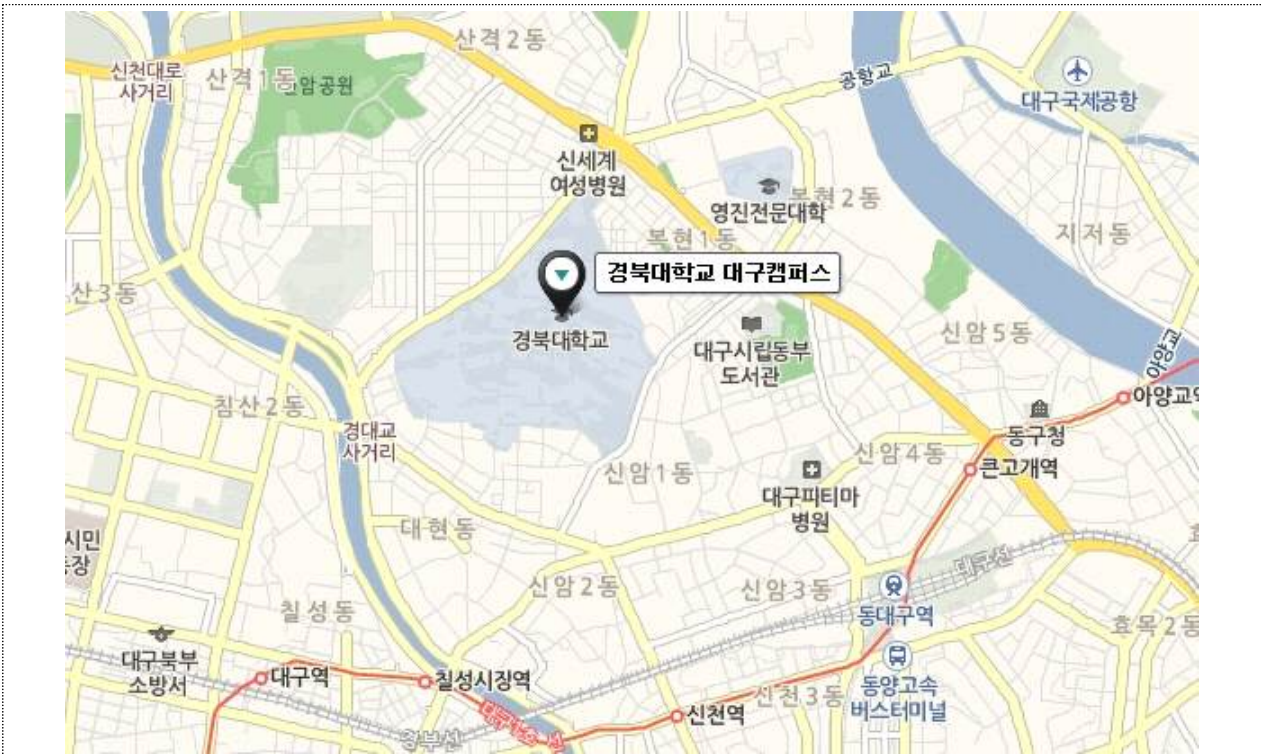 산격2동
신천대로
사거리
산격1동
암공원
공항교
대구국제공항
신세계
여성병원
영진전문대학
복현2동
복현1동
지저동
경북대학교 대구캠퍼스
산3동
경북대학교
대구시립동부
도서관
신암5동
아양교
아양교역
침산2동
동구청
경대교
사거리
신암4동
큰고개역
신암1동
대구피티마
병원
대현동
시민
장
대구선
신암2동
신암3동
동대구역
칠성동
효목2동
대구북부
소방서
대구역
칠성시장역
신천3동
동양고속
버스터미널
신천역
경부선